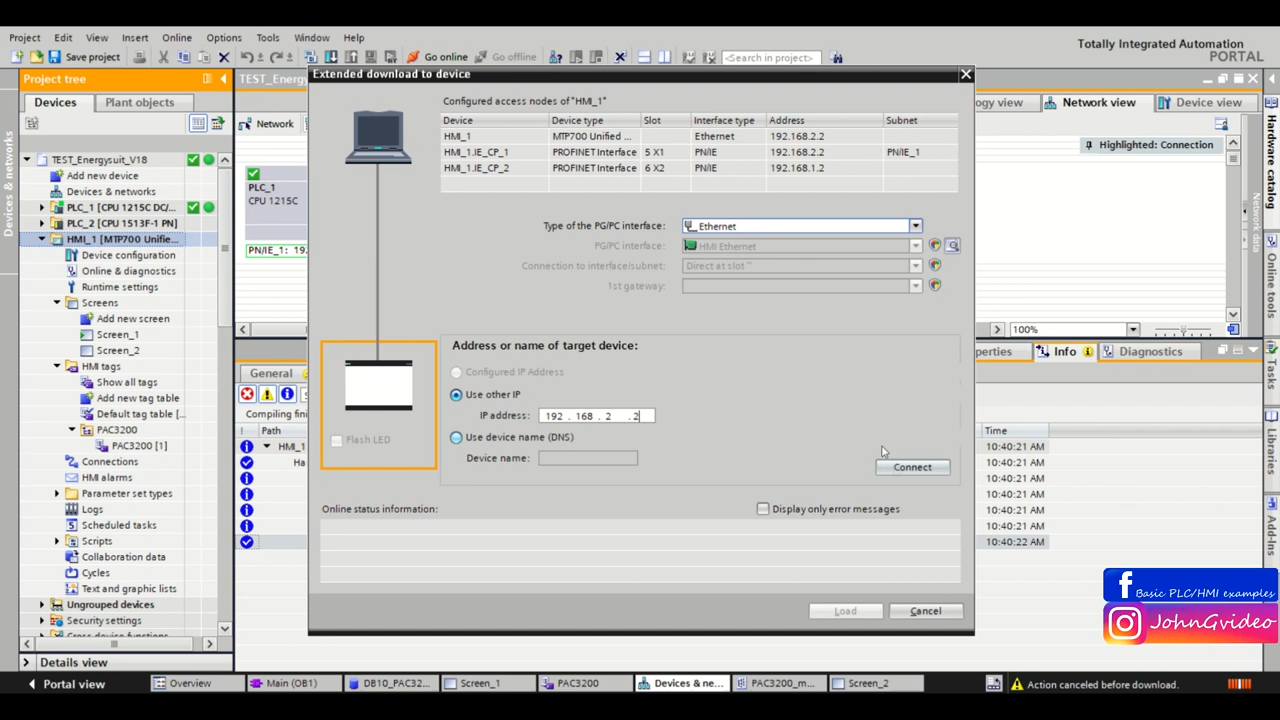 Project Edit View Insert Online Options Window Help
Totally Integrated Automation
PORTAL
Save project
Go online
Go offline
<Search in project>
Project tree
TEST_Energy
Extended download to device
Devices
Plant objects
Configured access nodes of "HMI_1"
Device Device type Slot Interface type Address Subnet
HMI_1 MTP700 Unified ... Ethernet 192.168.2.2
HMI_1.IE_CP_1 PROFINET Interface 5 X1 PN/IE 192.168.2.2 PN/IE_1
HMI_1.IE_CP_2 PROFINET Interface 6 X2 PN/IE 192.168.1.2
ogy view
Network view
Device view
Network
Highlighted: Connection
Devices & networks
TEST_Energysuit_V18
Add new device
Devices & networks
PLC_1 [CPU 1215C DC/...
PLC_2 [CPU 1513F-1 PN]
HMI_1 [MTP700 Unifie...
Device configuration
Online & diagnostics
Runtime settings
Screens
Add new screen
Screen_1
Screen_2
HMI tags
Show all tags
Add new tag table
Default tag table [...
PAC3200
PAC3200 [1]
Connections
HMI alarms
Parameter set types
Logs
Scheduled tasks
Scripts
Collaboration data
Cycles
Text and graphic lists
Ungrouped devices
Security settings
Cross-device functions
Details view
PLC_1
CPU 1215C
PN/IE_1: 19
Type of the PG/PC interface: Ethernet
PG/PC interface: HMI Ethernet
Connection to interface/subnet: Direct at slot ''
1st gateway:
Address or name of target device:
Configured IP Address
Use other IP
IP address: 192 . 168 . 2 . 2
Use device name (DNS)
Device name:
Connect
Flash LED
Online status information:
Display only error messages
Load
Cancel
100%
perties
Info
Diagnostics
General
Compiling fini
! Path
HMI_1
Ha
Time
10:40:21 AM
10:40:21 AM
10:40:21 AM
10:40:21 AM
10:40:21 AM
10:40:21 AM
10:40:22 AM
Hardware catalog
Network data
Online tools
Tasks
Libraries
Add-Ins
Basic PLC/HMI examples
JohnGvideo
Portal view
Overview
Main (OB1)
DB10_PAC32...
Screen_1
PAC3200
Devices & ne...
PAC3200_m...
Screen_2
Action canceled before download.